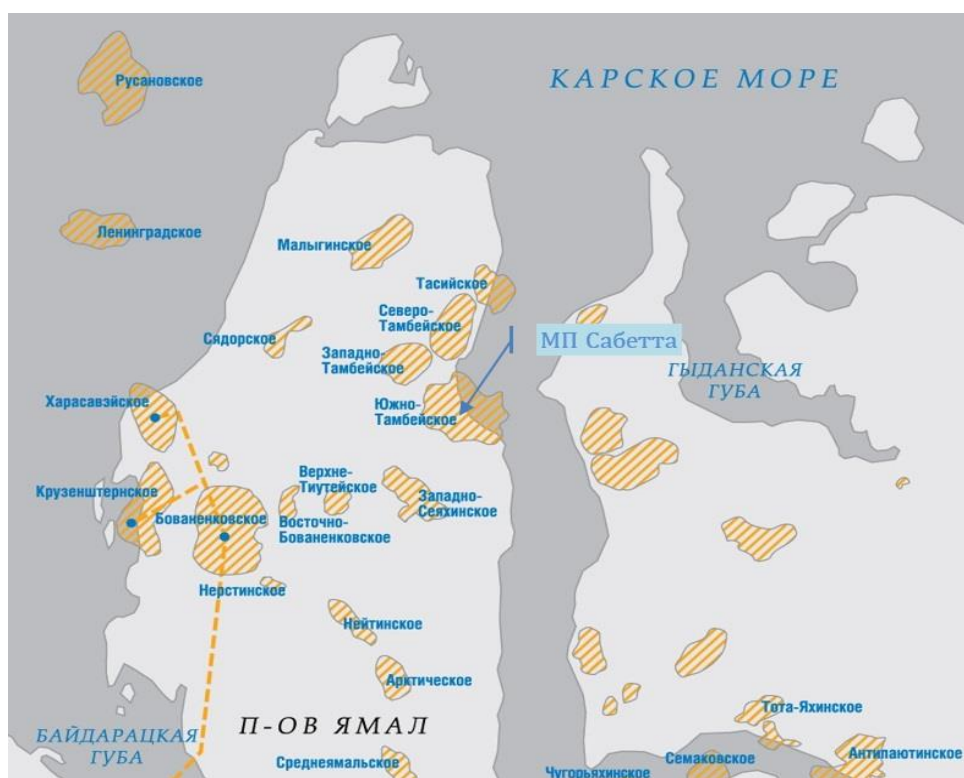 КАРСКОЕ МОРЕ
Русановское
Ленинградское
Малыгинское
Тасийское
Северо-
Тамбейское
МП Сабетта
Сядорское
Западно-
Тамбейское
ГЫДАНСКАЯ
ГУБА
Харасавэйское
Южно-
Тамбейское
Верхне-
Тиутейское
Крузенштернское
Западно-
Сеяхинское
Бованенковское
Восточно-
Бованенковское
Нерстинское
Нейтинское
Арктическое
Тота-Яхинское
П-ОВ ЯМАЛ
БАЙДАРАЦКАЯ
ГУБА
Среднеямальское
Семаковское
Антипаютинское
Чугорьяхинское